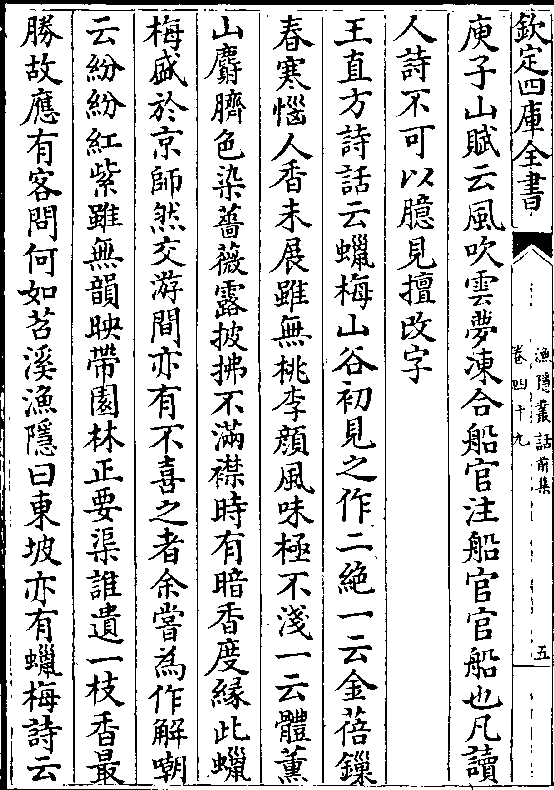 欽定四庫全書
漁隱叢話前集
卷四十九
五
庾子山賦云風吹雲夢凍合船官注船官官船也凡讀
人詩不可以臆見擅改字
王直方詩話云蠟梅山谷初見之作二絶一云金蓓鏁
春寒惱人香未展雖無桃李顔風味極不淺一云體薰
山麝臍色染薔薇露披拂不滿襟時有暗香度緣此蠟
梅盛於京師然交游間亦有不喜之者余嘗為作解嘲
云紛紛紅紫雖無韻映帶園林正要渠誰遺一枝香最
勝故應有客問何如苕溪漁隱曰東坡亦有蠟梅詩云